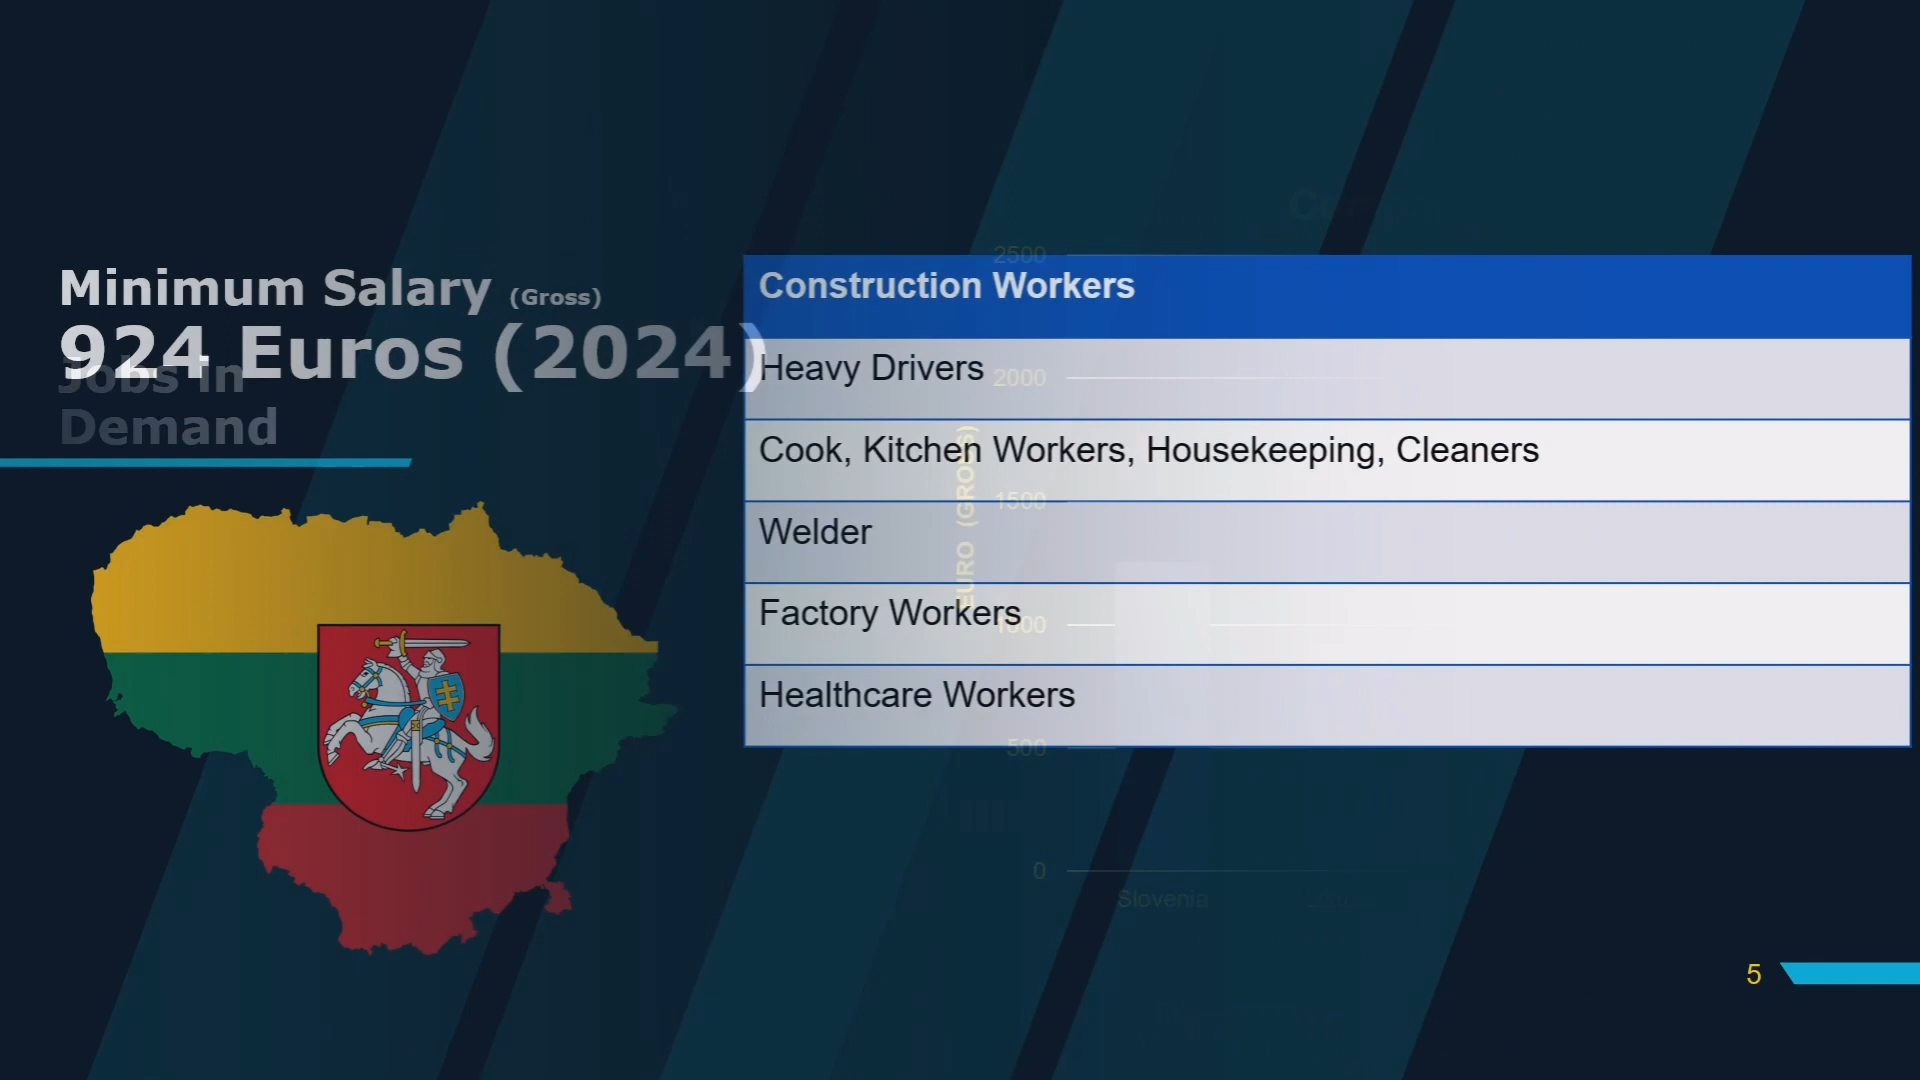 Minimum Salary (Gross)
924 Euros (2024)
Jobs in
Demand
Construction Workers
Heavy Drivers
Cook, Kitchen Workers, Housekeeping, Cleaners
Welder
Factory Workers
Healthcare Workers
EURO (GROSS)
2500
2000
1500
1000
500
0
Slovenia
5